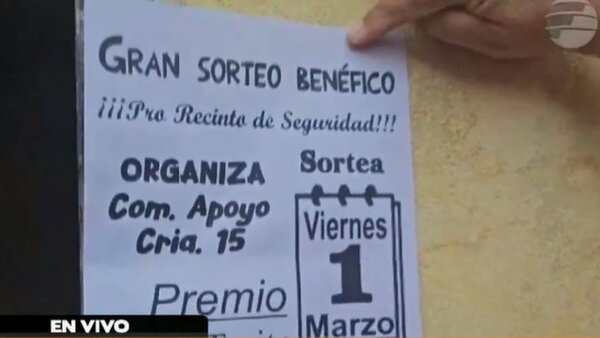 GRAN SORTEO BENÉFICO
¡¡¡Pro Recinto de Seguridad!!!
ORGANIZA
Com. Apoyo
Cria. 15
Sortea
Viernes
1
Marzo
Premio
EN VIVO